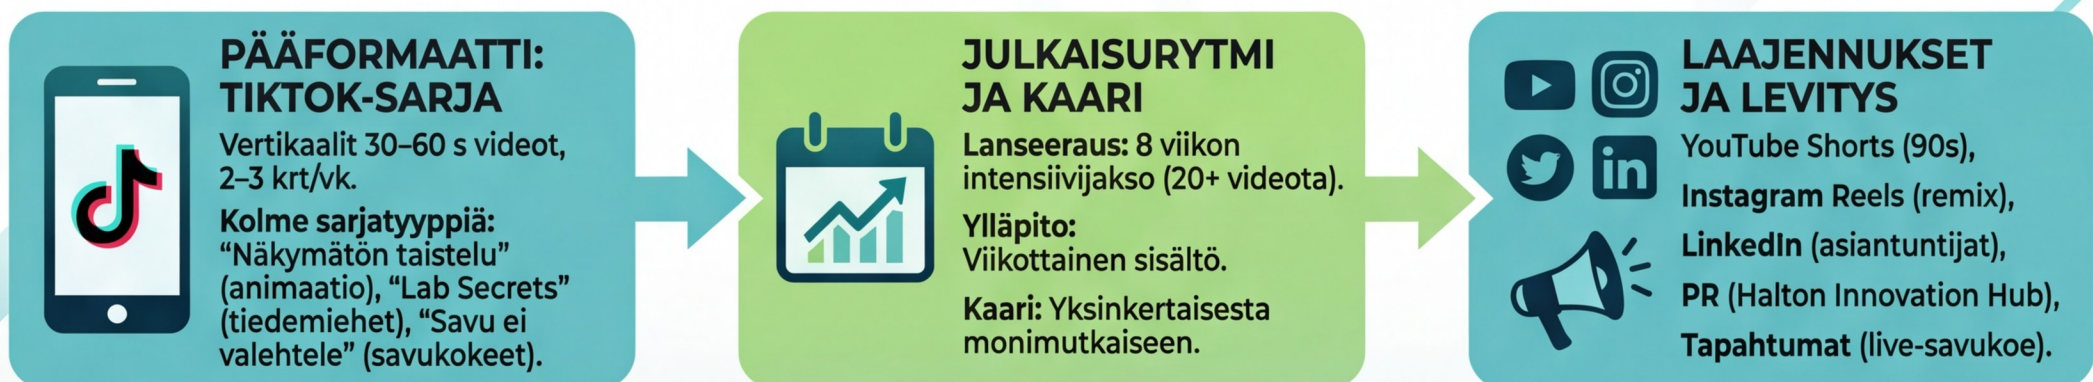 PÄÄFORMAATTI:
TIKTOK-SARJA
Vertikaalit 30–60 s videot,
2–3 krt/vk.
Kolme sarjatyyppiä:
“Näkymätön taistelu”
(animaatio), “Lab Secrets”
(tiedemiehet), “Savu ei
valehtele” (savukokeet).
JULKAISURYTMI
JA KAARI
Lanseeraus: 8 viikon
intensiivijakso (20+ videota).
Ylläpito:
Viikottainen sisältö.
Kaari: Yksinkertaisesta
monimutkaiseen.
in
LAAJENNUKSET
JA LEVITYS
YouTube Shorts (90s),
Instagram Reels (remix),
LinkedIn (asiantuntijat),
PR (Halton Innovation Hub),
Tapahtumat (live-savukoe).